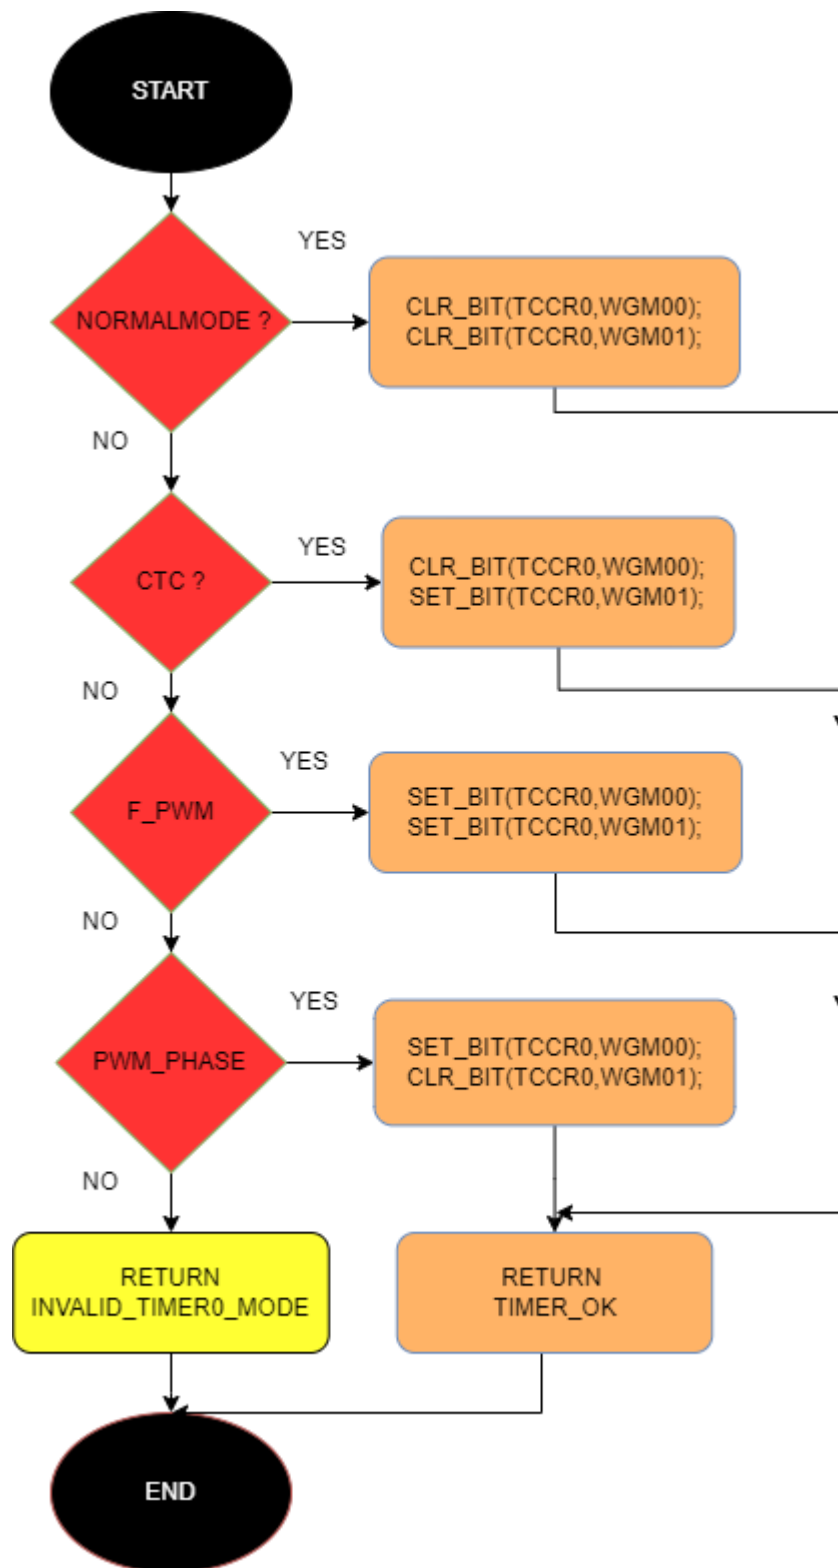 START
NORMALMODE ?
YES
CLR_BIT(TCCR0,WGM00);
CLR_BIT(TCCR0,WGM01);
NO
CTC ?
YES
CLR_BIT(TCCR0,WGM00);
SET_BIT(TCCR0,WGM01);
NO
F_PWM
YES
SET_BIT(TCCR0,WGM00);
SET_BIT(TCCR0,WGM01);
NO
PWM_PHASE
YES
SET_BIT(TCCR0,WGM00);
CLR_BIT(TCCR0,WGM01);
NO
RETURN
INVALID_TIMER0_MODE
RETURN
TIMER_OK
END